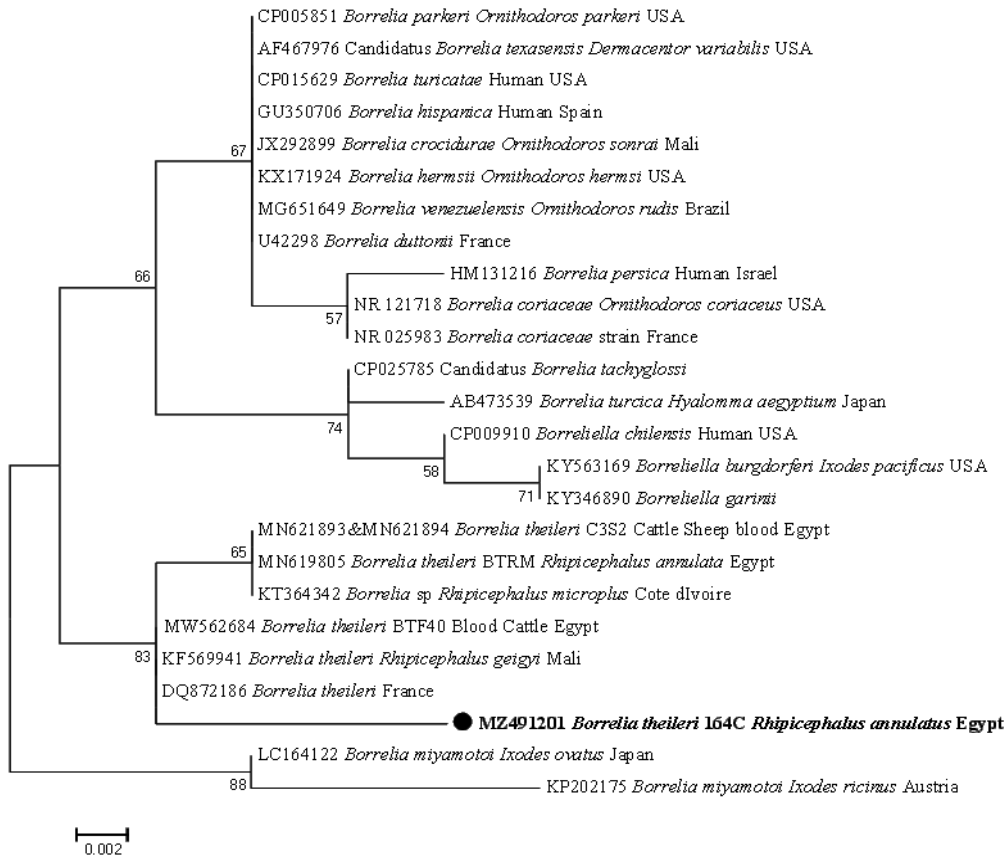 CP005851 Borrelia parkeri Ornithodoros parkeri USA
AF467976 Candidatus Borrelia texasensis Dermacentor variabilis USA
CP015629 Borrelia turicatae Human USA
GU350706 Borrelia hispanica Human Spain
67
JX292899 Borrelia crocidurae Ornithodoros sonrai Mali
KX171924 Borrelia hermsii Ornithodoros hermsi USA
MG651649 Borrelia venezuelensis Ornithodoros rudis Brazil
U42298 Borrelia duttonii France
66
HM131216 Borrelia persica Human Israel
NR 121718 Borrelia coriaceae Ornithodoros coriaceus USA
57
NR 025983 Borrelia coriaceae strain France
CP025785 Candidatus Borrelia tachyglossi
AB473539 Borrelia turcica Hyalomma aegyptium Japan
74
CP009910 Borreliella chilensis Human USA
58
KY563169 Borreliella burgdorferi Ixodes pacificus USA
71
KY346890 Borreliella garinii
MN621893&MN621894 Borrelia theileri C3S2 Cattle Sheep blood Egypt
65
MN619805 Borrelia theileri BTRM Rhipicephalus annulata Egypt
KT364342 Borrelia sp Rhipicephalus microplus Cote dIvoire
MW562684 Borrelia theileri BTF40 Blood Cattle Egypt
83
KF569941 Borrelia theileri Rhipicephalus geigyi Mali
DQ872186 Borrelia theileri France
MZ491201 Borrelia theileri 164C Rhipicephalus annulatus Egypt
LC164122 Borrelia miyamotoi Ixodes ovatus Japan
88
KP202175 Borrelia miyamotoi Ixodes ricinus Austria
0.002